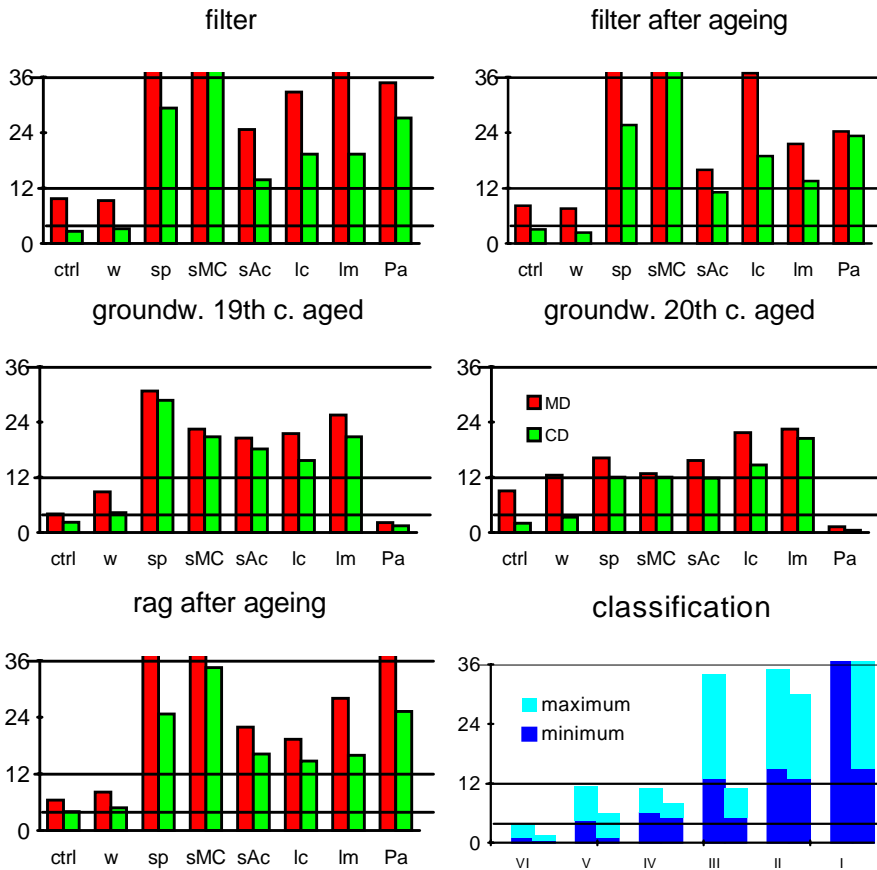 filter
36
24
12
0
ctrl w sp sMC sAc lc lm Pa
filter after ageing
36
24
12
0
ctrl w sp sMC sAc lc lm Pa
groundw. 19th c. aged
36
24
12
0
ctrl w sp sMC sAc lc lm Pa
groundw. 20th c. aged
36
24
12
0
MD
CD
ctrl w sp sMC sAc lc lm Pa
rag after ageing
36
24
12
0
ctrl w sp sMC sAc lc lm Pa
classification
36
24
12
0
maximum
minimum
VI V IV III II I